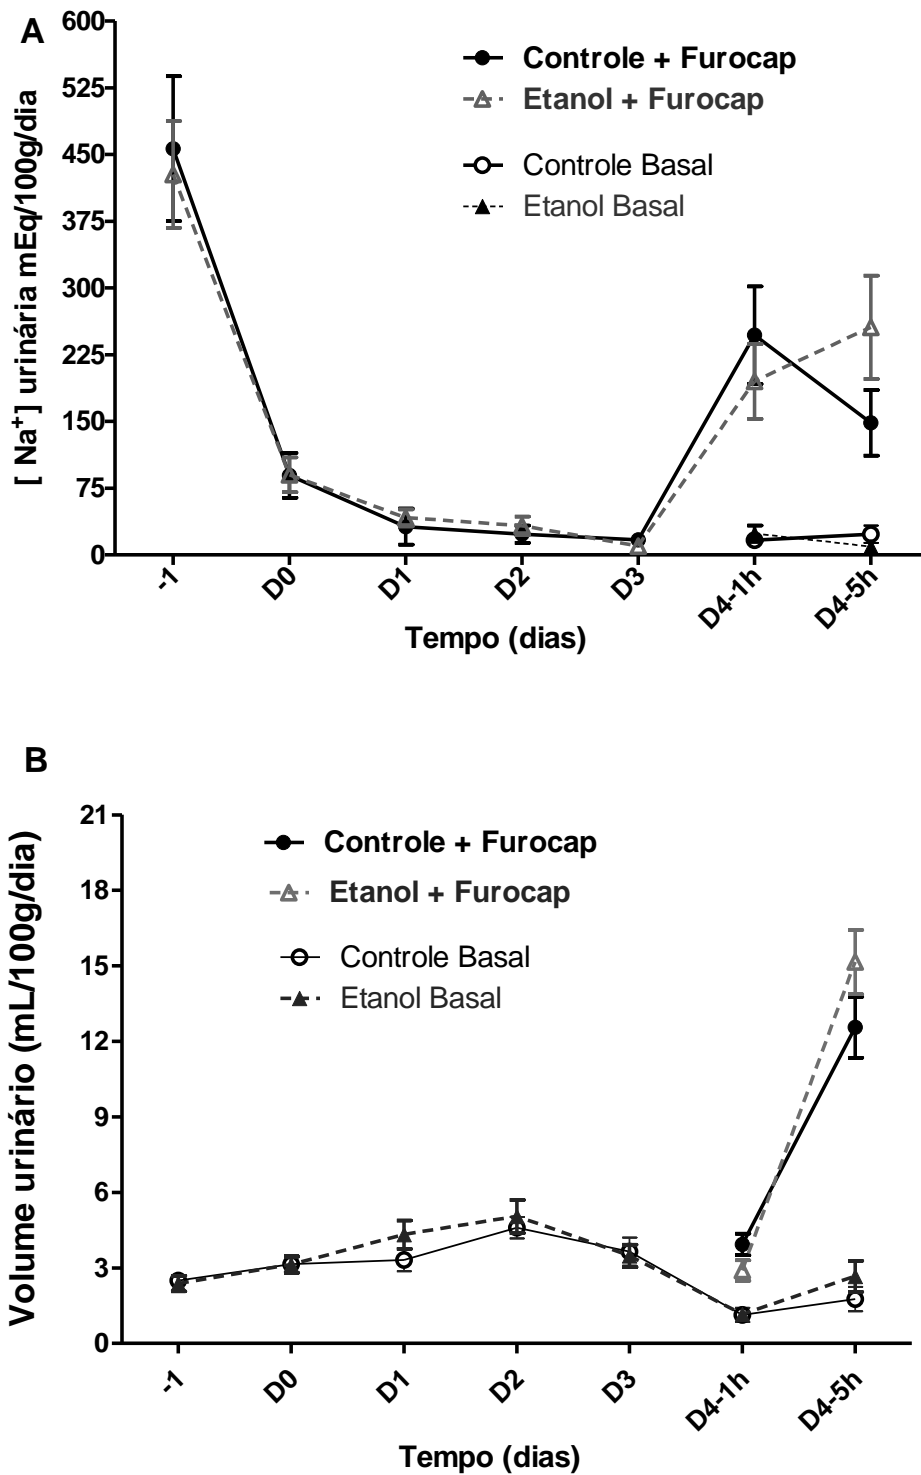 A
[ Na⁺] urinária mEq/100g/dia
600
525
450
375
300
225
150
75
0
Controle + Furocap
Etanol + Furocap
Controle Basal
Etanol Basal
-1
D0
D1
D2
D3
D4-1h
D4-5h
Tempo (dias)
B
Volume urinário (mL/100g/dia)
21
18
15
12
9
6
3
0
Controle + Furocap
Etanol + Furocap
Controle Basal
Etanol Basal
-1
D0
D1
D2
D3
D4-1h
D4-5h
Tempo (dias)